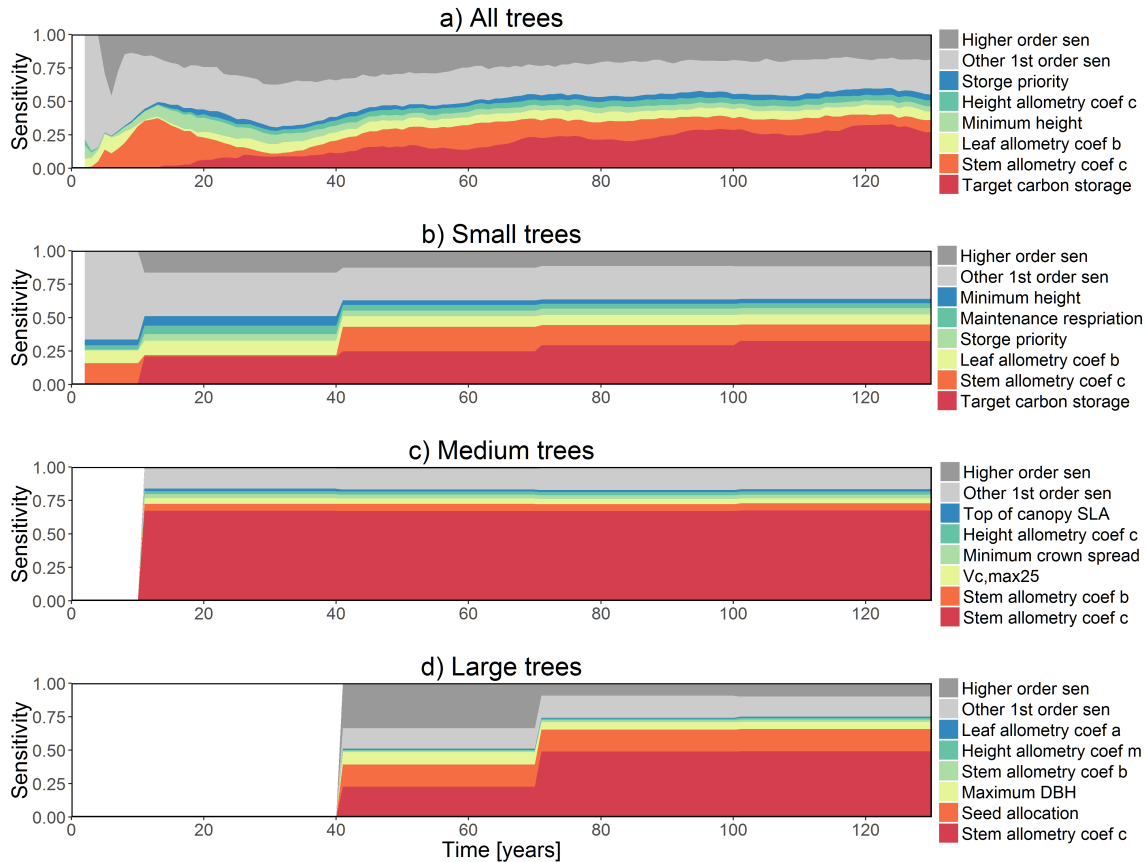 a) All trees
Sensitivity
1.00
0.75
0.50
0.25
0.00
0 20 40 60 80 100 120
Higher order sen
Other 1st order sen
Storge priority
Height allometry coef c
Minimum height
Leaf allometry coef b
Stem allometry coef c
Target carbon storage
b) Small trees
Sensitivity
1.00
0.75
0.50
0.25
0.00
0 20 40 60 80 100 120
Higher order sen
Other 1st order sen
Minimum height
Maintenance respriation
Storge priority
Leaf allometry coef b
Stem allometry coef c
Target carbon storage
c) Medium trees
Sensitivity
1.00
0.75
0.50
0.25
0.00
0 20 40 60 80 100 120
Higher order sen
Other 1st order sen
Top of canopy SLA
Height allometry coef c
Minimum crown spread
Vc,max25
Stem allometry coef b
Stem allometry coef c
d) Large trees
Sensitivity
1.00
0.75
0.50
0.25
0.00
0 20 40 60 80 100 120
Time [years]
Higher order sen
Other 1st order sen
Leaf allometry coef a
Height allometry coef m
Stem allometry coef b
Maximum DBH
Seed allocation
Stem allometry coef c